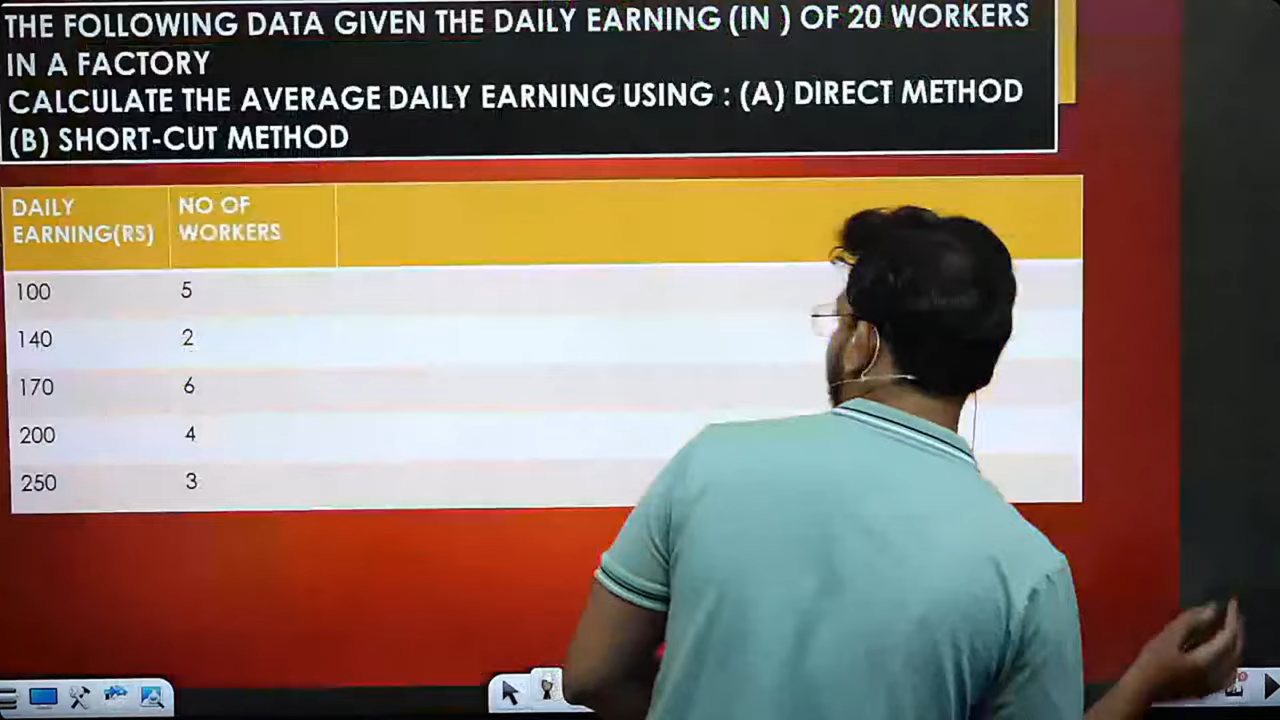 THE FOLLOWING DATA GIVEN THE DAILY EARNING (IN ) OF 20 WORKERS
IN A FACTORY
CALCULATE THE AVERAGE DAILY EARNING USING : (A) DIRECT METHOD
(B) SHORT-CUT METHOD
DAILY EARNING(RS) NO OF WORKERS
100 5
140 2
170 6
200 4
250 3